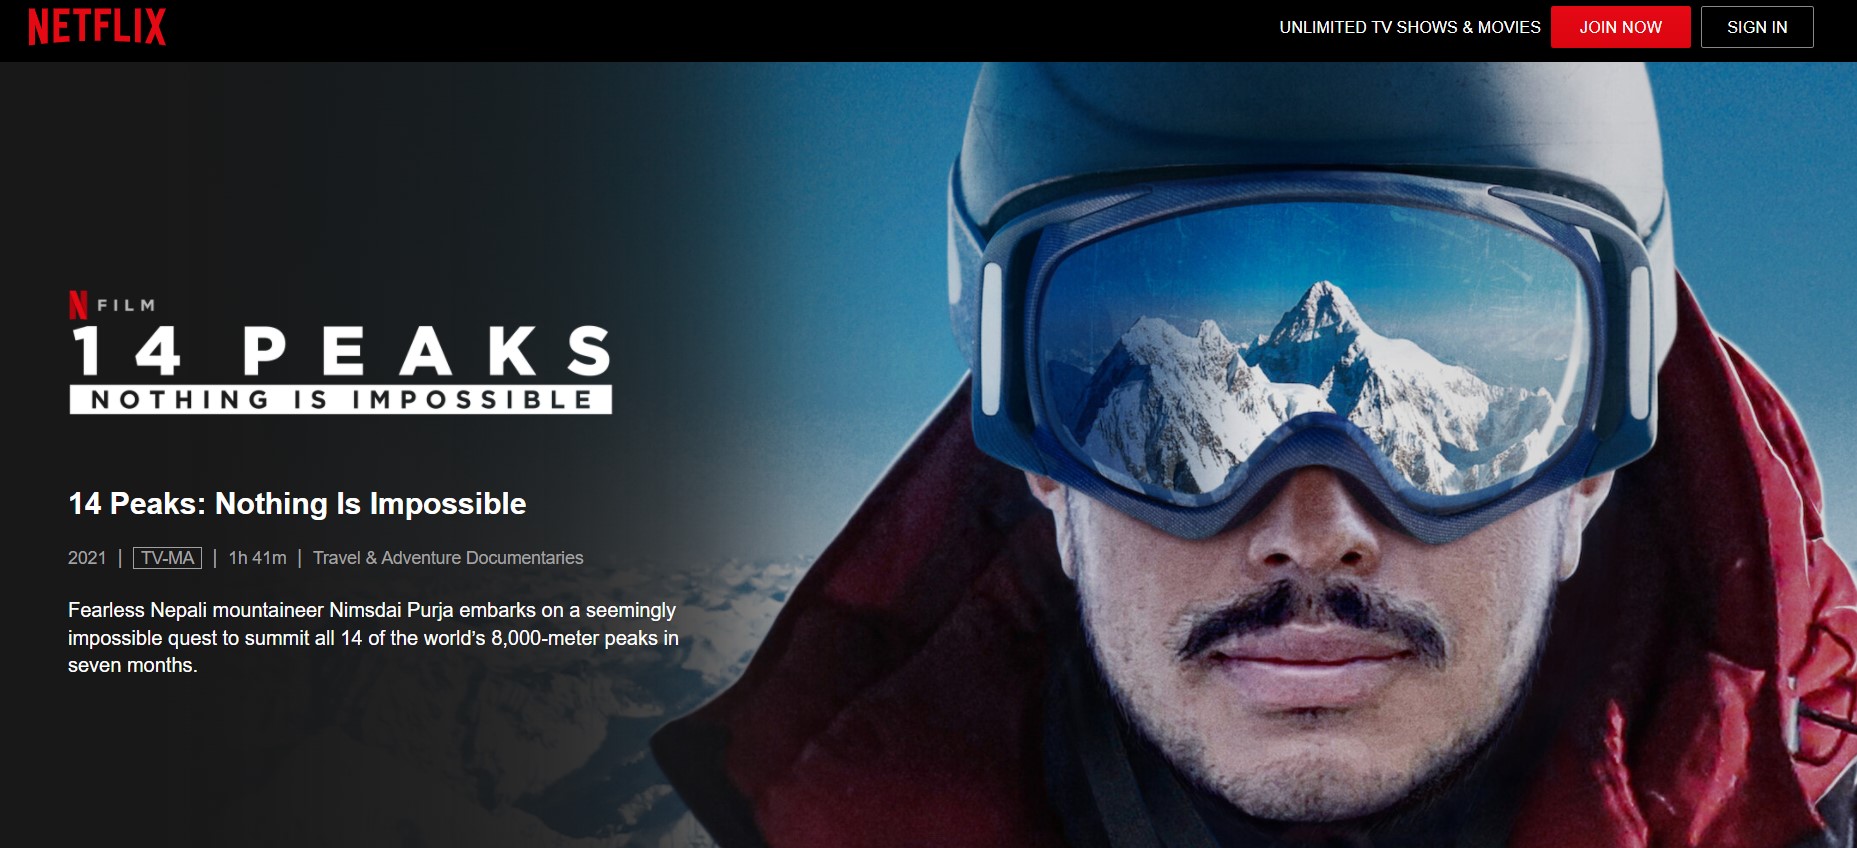 NETFLIX
UNLIMITED TV SHOWS & MOVIES JOIN NOW SIGN IN
N FILM
14 PEAKS
NOTHING IS IMPOSSIBLE
14 Peaks: Nothing Is Impossible
2021 | TV-MA | 1h 41m | Travel & Adventure Documentaries
Fearless Nepali mountaineer Nimsdai Purja embarks on a seemingly
impossible quest to summit all 14 of the world’s 8,000-meter peaks in
seven months.